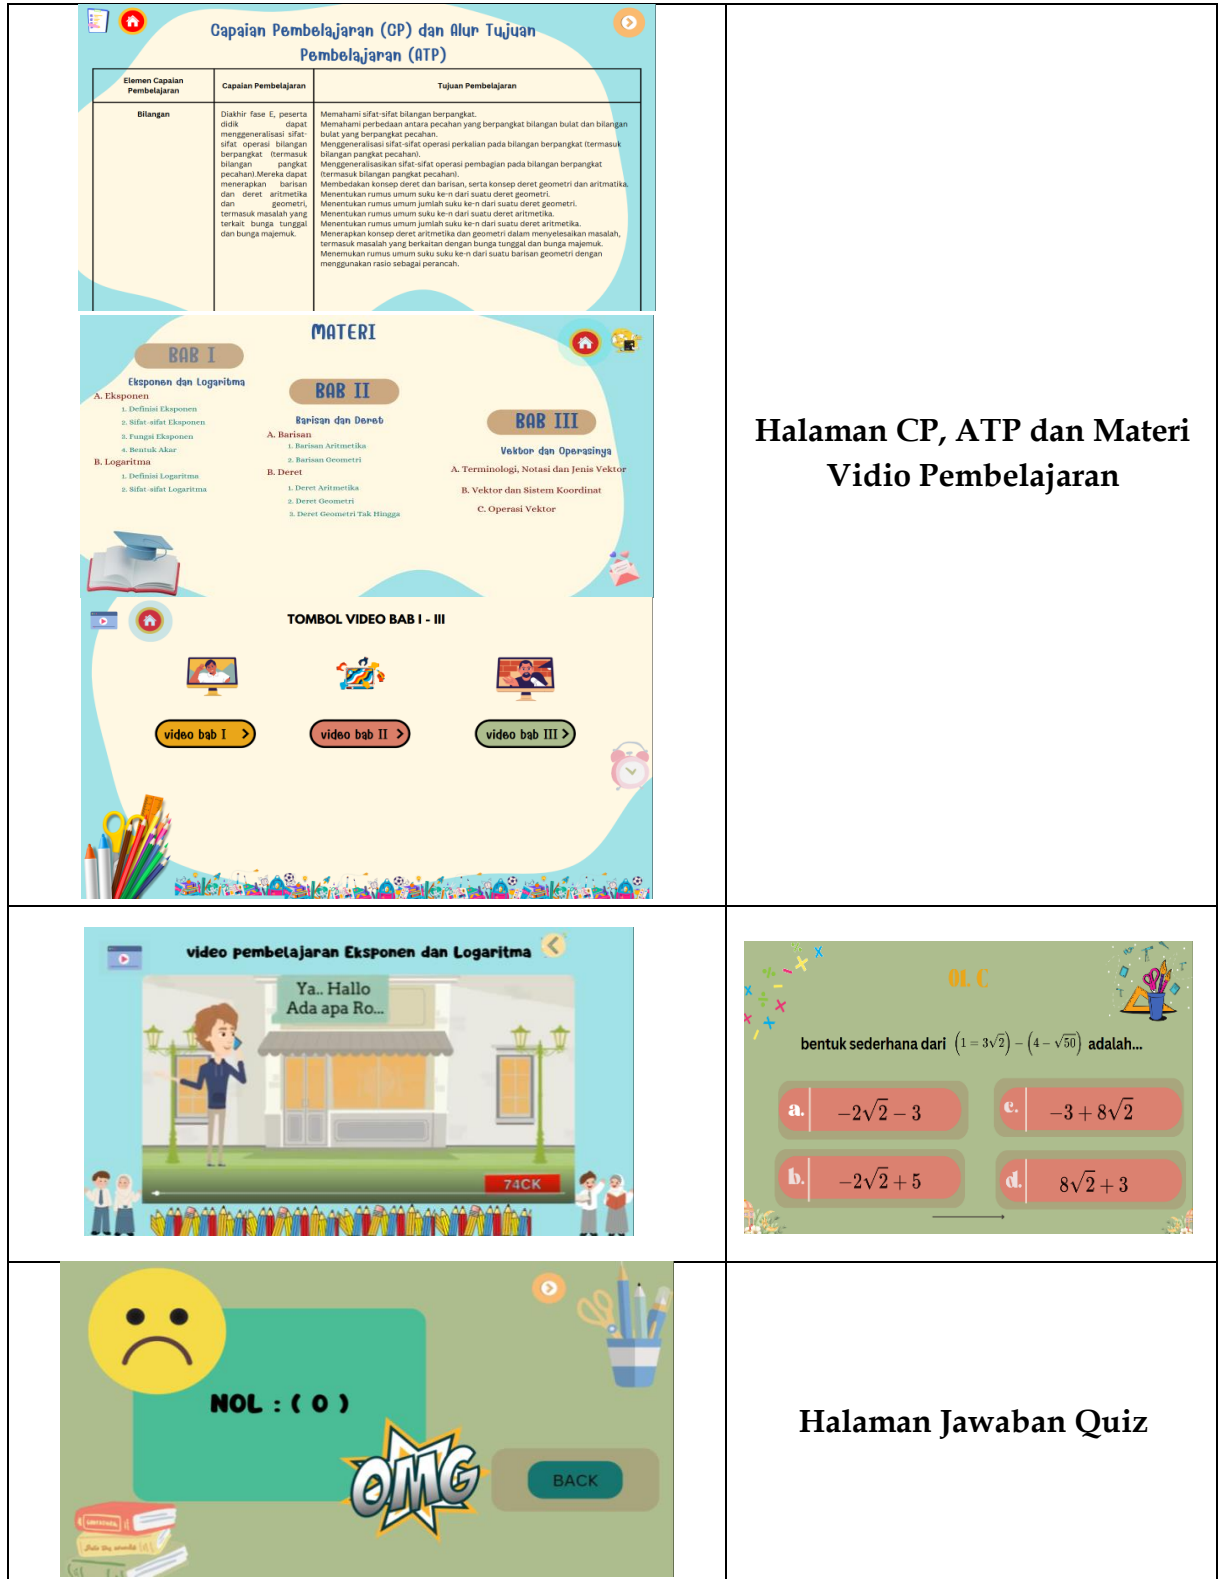 Capaian Pembelajaran (CP) dan Alur Tujuan
Pembelajaran (ATP)
Elemen Capaian
Pembelajaran
Capaian Pembelajaran
Tujuan Pembelajaran
Bilangan
Diakhir fase E, peserta
didik dapat
menggeneralisasi sifat-
sifat operasi bilangan
berpangkat (termasuk
bilangan pangkat
pecahan).Mereka dapat
menerapkan barisan
dan deret aritmetika
dan geometri,
termasuk masalah yang
terkait bunga tunggal
dan bunga majemuk.
Memahami sifat-sifat bilangan berpangkat.
Memahami perbedaan antara pecahan yang berpangkat bilangan bulat dan bilangan
bulat yang berpangkat pecahan.
Menggeneralisasi sifat-sifat operasi perkalian pada bilangan berpangkat (termasuk
bilangan pangkat pecahan).
Menggeneralisasikan sifat-sifat operasi pembagian pada bilangan berpangkat
(termasuk bilangan pangkat pecahan).
Membedakan konsep deret dan barisan, serta konsep deret geometri dan aritmatika.
Menentukan rumus umum suku ke-n dari suatu deret geometri.
Menentukan rumus umum jumlah suku ke-n dari suatu deret geometri.
Menentukan rumus umum suku ke-n dari suatu deret aritmetika.
Menentukan rumus umum jumlah suku ke-n dari suatu deret aritmetika.
Menerapkan konsep deret aritmetika dan geometri dalam menyelesaikan masalah,
termasuk masalah yang berkaitan dengan bunga tunggal dan bunga majemuk.
Menemukan rumus umum suku suku ke-n dari suatu barisan geometri dengan
menggunakan rasio sebagai perancah.
MATERI
BAB I
Eksponen dan Logaritma
A. Eksponen
1. Definisi Eksponen
2. Sifat-sifat Eksponen
3. Fungsi Eksponen
4. Bentuk Akar
B. Logaritma
1. Definisi Logaritma
2. Sifat-sifat Logaritma
BAB II
Barisan dan Deret
A. Barisan
1. Barisan Aritmetika
2. Barisan Geometri
B. Deret
1. Deret Aritmetika
2. Deret Geometri
3. Deret Geometri Tak Hingga
BAB III
Vektor dan Operasinya
A. Terminologi, Notasi dan Jenis Vektor
B. Vektor dan Sistem Koordinat
C. Operasi Vektor
TOMBOL VIDEO BAB I - III
video bab I >
video bab II >
video bab III >
Halaman CP, ATP dan Materi
Vidio Pembelajaran
video pembelajaran Eksponen dan Logaritma
Ya.. Hallo
Ada apa Ro...
74CK
01. C
bentuk sederhana dari (1 = 3√2) − (4 − √50) adalah...
a. −2√2 − 3
c. −3 + 8√2
b. −2√2 + 5
d. 8√2 + 3
NOL : ( 0 )
OMG
BACK
Halaman Jawaban Quiz